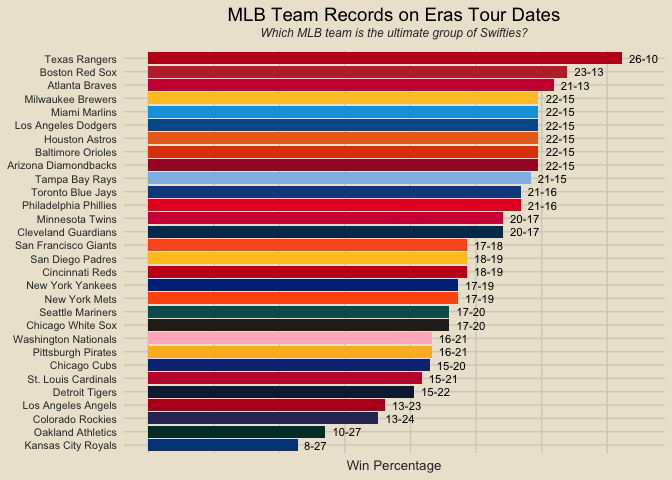 MLB Team Records on Eras Tour Dates
Which MLB team is the ultimate group of Swifties?
Texas Rangers 26-10
Boston Red Sox 23-13
Atlanta Braves 21-13
Milwaukee Brewers 22-15
Miami Marlins 22-15
Los Angeles Dodgers 22-15
Houston Astros 22-15
Baltimore Orioles 22-15
Arizona Diamondbacks 22-15
Tampa Bay Rays 21-15
Toronto Blue Jays 21-16
Philadelphia Phillies 21-16
Minnesota Twins 20-17
Cleveland Guardians 20-17
San Francisco Giants 17-18
San Diego Padres 18-19
Cincinnati Reds 18-19
New York Yankees 17-19
New York Mets 17-19
Seattle Mariners 17-20
Chicago White Sox 17-20
Washington Nationals 16-21
Pittsburgh Pirates 16-21
Chicago Cubs 15-20
St. Louis Cardinals 15-21
Detroit Tigers 15-22
Los Angeles Angels 13-23
Colorado Rockies 13-24
Oakland Athletics 10-27
Kansas City Royals 8-27
Win Percentage